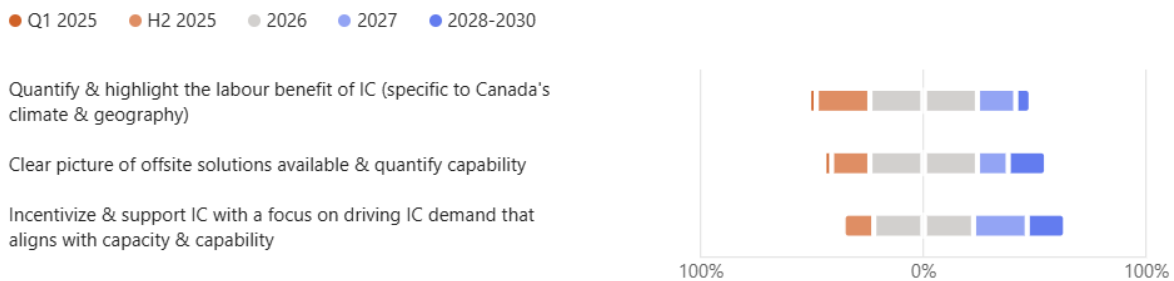 Q1 2025 H2 2025 2026 2027 2028-2030
Quantify & highlight the labour benefit of IC (specific to Canada's
climate & geography)
Clear picture of offsite solutions available & quantify capability
Incentivize & support IC with a focus on driving IC demand that
aligns with capacity & capability
100% 0% 100%